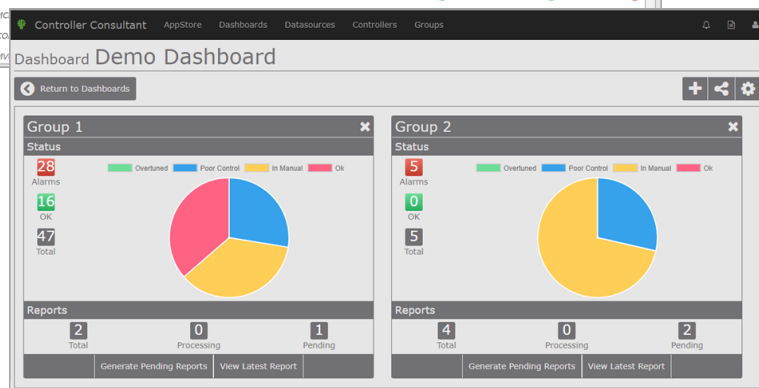 Controller Consultant AppStore Dashboards Datasources Controllers Groups
Dashboard Demo Dashboard
Return to Dashboards
Group 1
Status
28
Alarms
16
OK
47
Total
Overtuned Poor Control In Manual Ok
Reports
2
Total
0
Processing
1
Pending
Generate Pending Reports View Latest Report
Group 2
Status
5
Alarms
0
OK
5
Total
Overtuned Poor Control In Manual Ok
Reports
4
Total
0
Processing
2
Pending
Generate Pending Reports View Latest Report